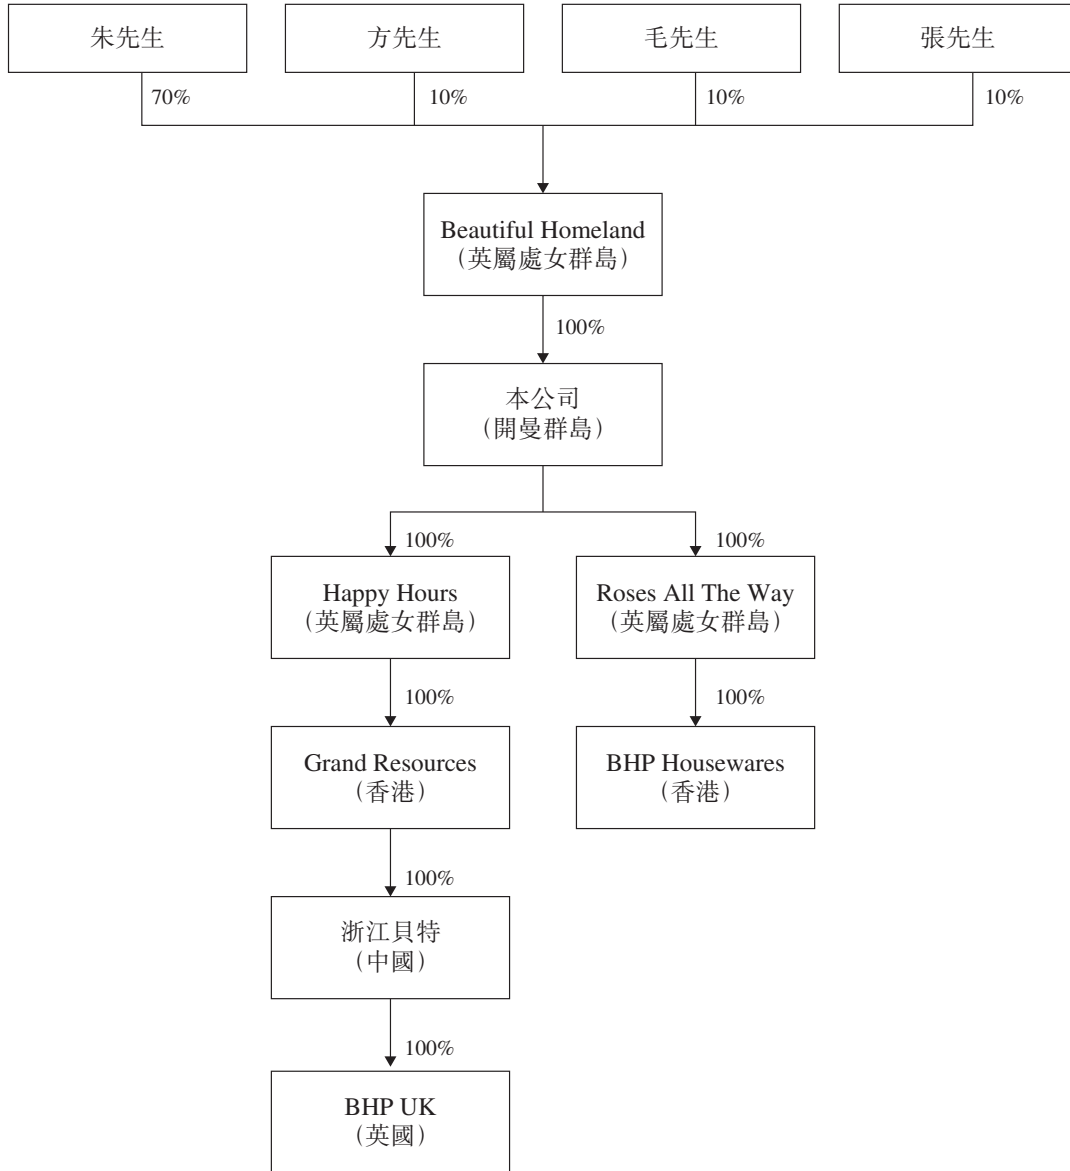 朱先生
方先生
毛先生
張先生
70%
10%
10%
10%
Beautiful Homeland
（英屬處女群島）
100%
本公司
（開曼群島）
100%
100%
Happy Hours
（英屬處女群島）
Roses All The Way
（英屬處女群島）
100%
100%
Grand Resources
（香港）
BHP Housewares
（香港）
100%
浙江貝特
（中國）
100%
BHP UK
（英國）